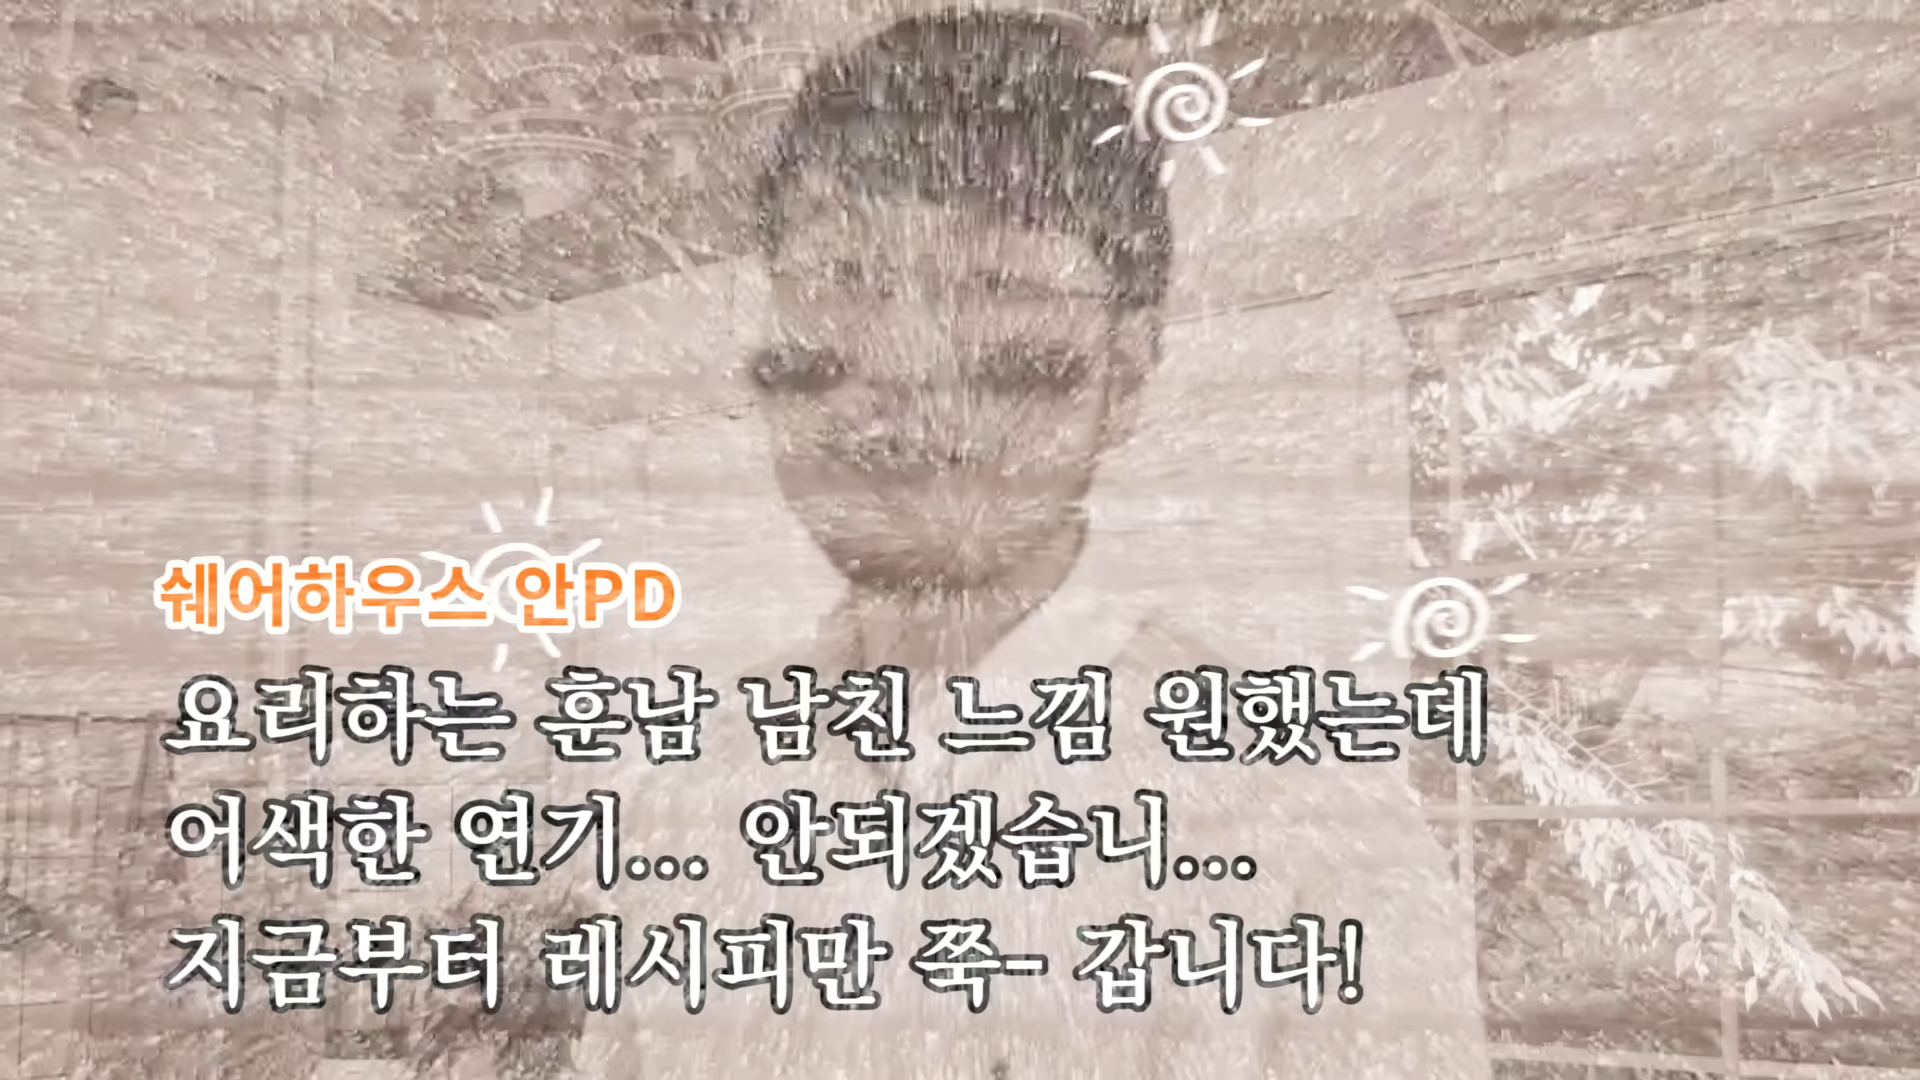 쉐어하우스 안PD
요리하는 훈남 남친 느낌 원했는데
어색한 연기... 안되겠습니...
지금부터 레시피만 쭉- 갑니다!